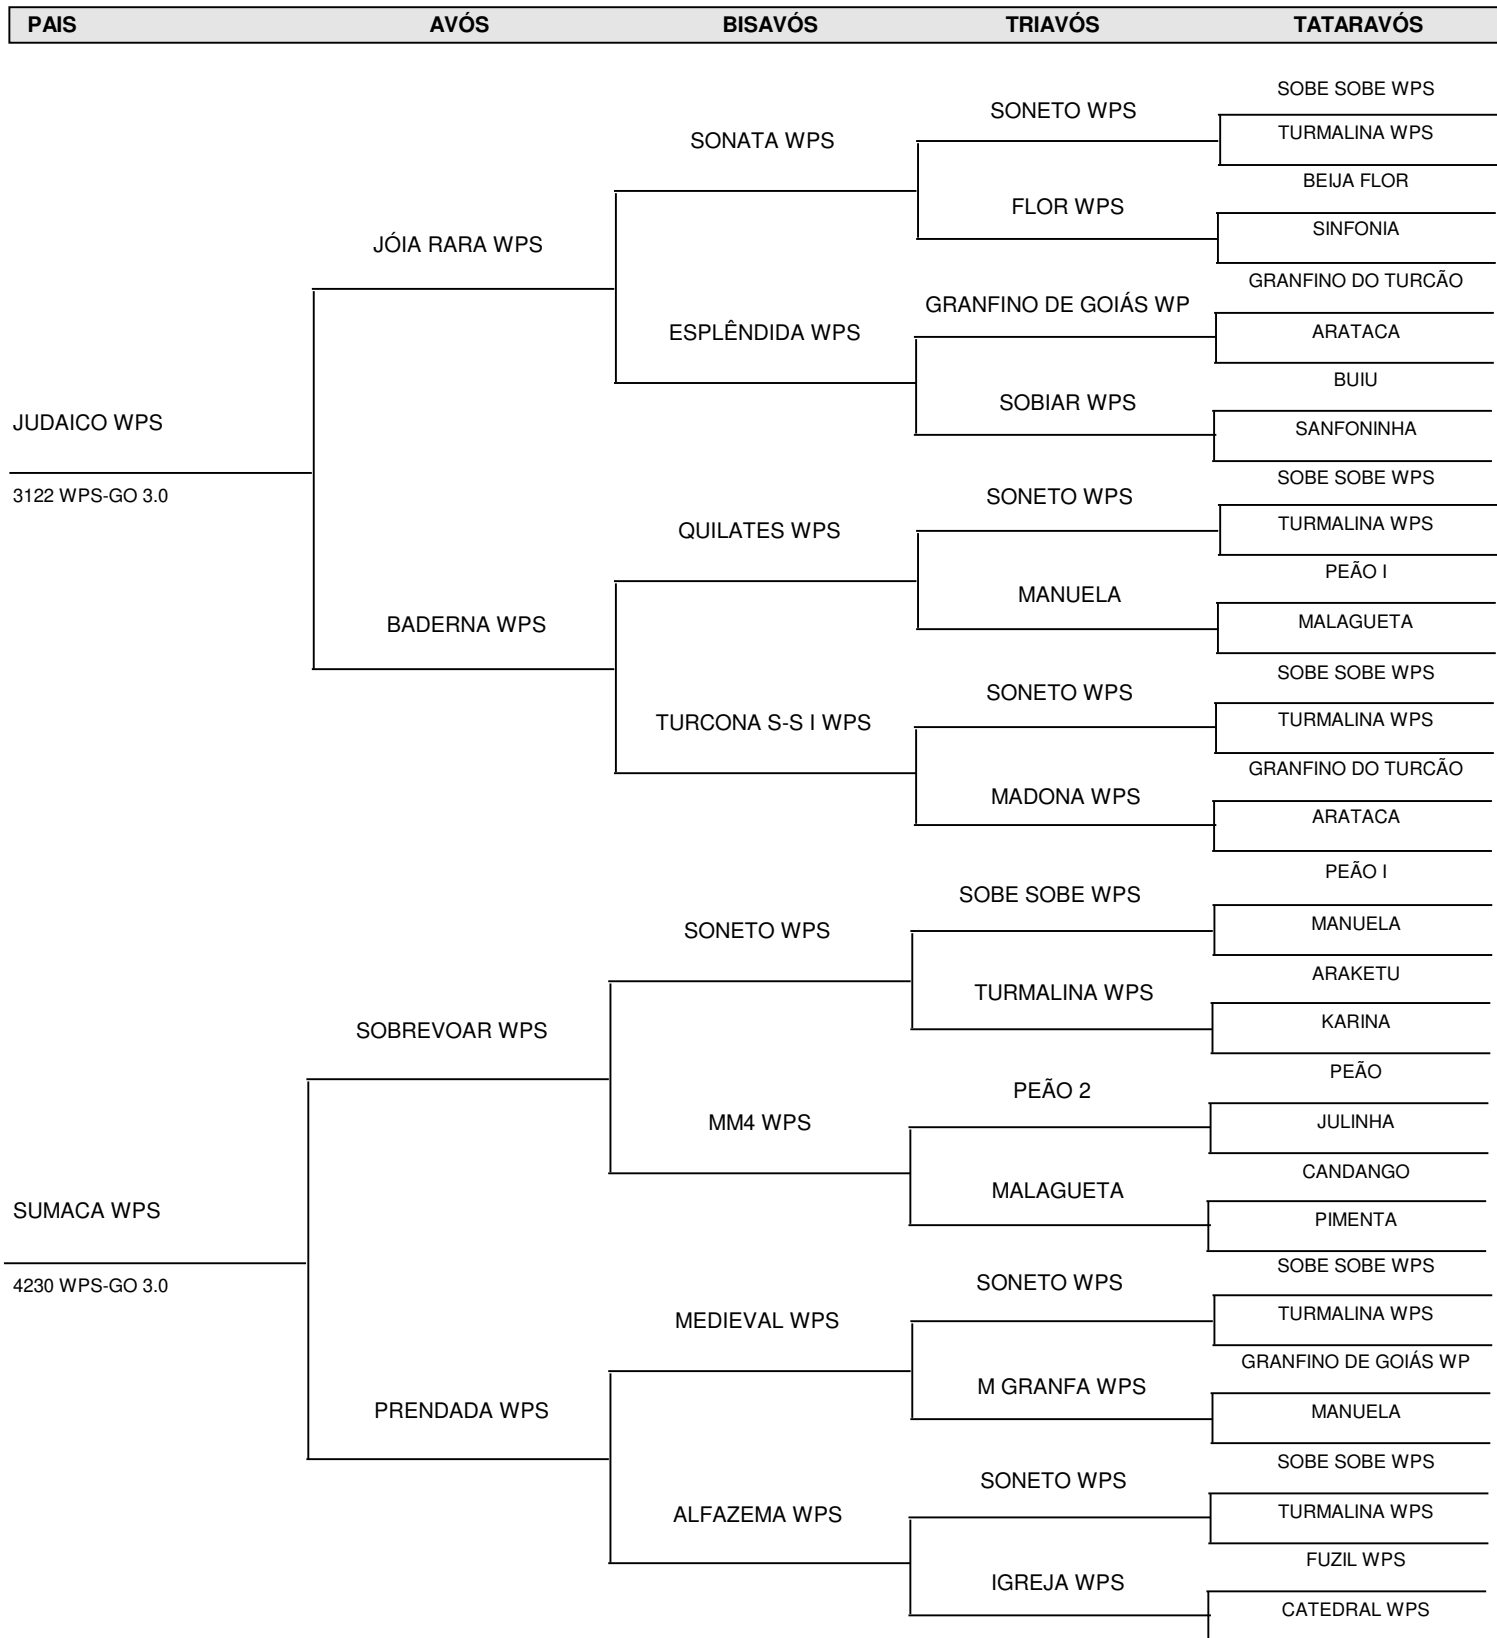 PAIS AVÓS BISAVÓS TRIAVÓS TATARAVÓS
SOBE SOBE WPS
SONETO WPS
TURMALINA WPS
SONATA WPS
BEIJA FLOR
FLOR WPS
SINFONIA
JÓIA RARA WPS
GRANFINO DO TURCÃO
GRANFINO DE GOIÁS WP
ARATACA
ESPLÊNDIDA WPS
BUIU
SOBIAR WPS
JUDAICO WPS
SANFONINHA
SOBE SOBE WPS
3122 WPS-GO 3.0
SONETO WPS
TURMALINA WPS
QUILATES WPS
PEÃO I
MANUELA
MALAGUETA
BADERNA WPS
SOBE SOBE WPS
SONETO WPS
TURMALINA WPS
TURCONA S-S I WPS
GRANFINO DO TURCÃO
MADONA WPS
ARATACA
PEÃO I
SOBE SOBE WPS
MANUELA
SONETO WPS
ARAKETU
TURMALINA WPS
KARINA
SOBREVOAR WPS
PEÃO
PEÃO 2
JULINHA
MM4 WPS
CANDANGO
MALAGUETA
SUMACA WPS
PIMENTA
SOBE SOBE WPS
4230 WPS-GO 3.0
SONETO WPS
TURMALINA WPS
MEDIEVAL WPS
GRANFINO DE GOIÁS WP
M GRANFA WPS
PRENDADA WPS
MANUELA
SOBE SOBE WPS
SONETO WPS
TURMALINA WPS
ALFAZEMA WPS
FUZIL WPS
IGREJA WPS
CATEDRAL WPS